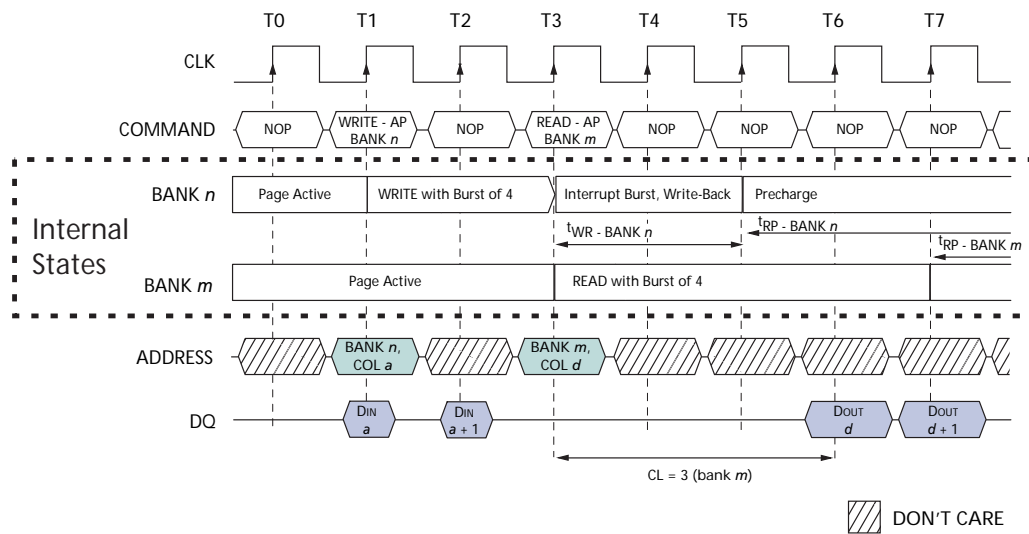 T0 T1 T2 T3 T4 T5 T6 T7
CLK
COMMAND NOP WRITE - AP BANK n NOP READ - AP BANK m NOP NOP NOP NOP
BANK n Page Active WRITE with Burst of 4 Interrupt Burst, Write-Back Precharge
tWR - BANK n tRP - BANK n
tRP - BANK m
Internal
States
BANK m Page Active READ with Burst of 4
ADDRESS BANK n, COL a BANK m, COL d
DQ DIN a DIN a + 1 DOUT d DOUT d + 1
CL = 3 (bank m)
DON'T CARE